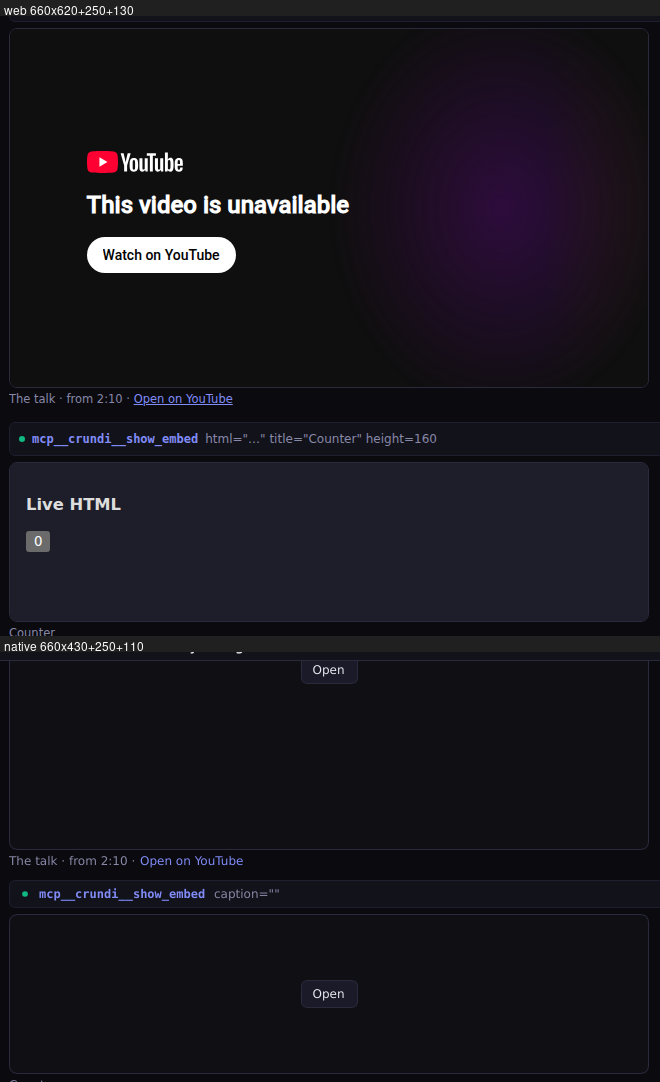 web 660x620+250+130
YouTube
This video is unavailable
Watch on YouTube
The talk · from 2:10 · Open on YouTube
mcp__crundi__show_embed html="…" title="Counter" height=160
Live HTML
0
Counter
native 660x430+250+110
Open
The talk · from 2:10 · Open on YouTube
mcp__crundi__show_embed caption=""
Open